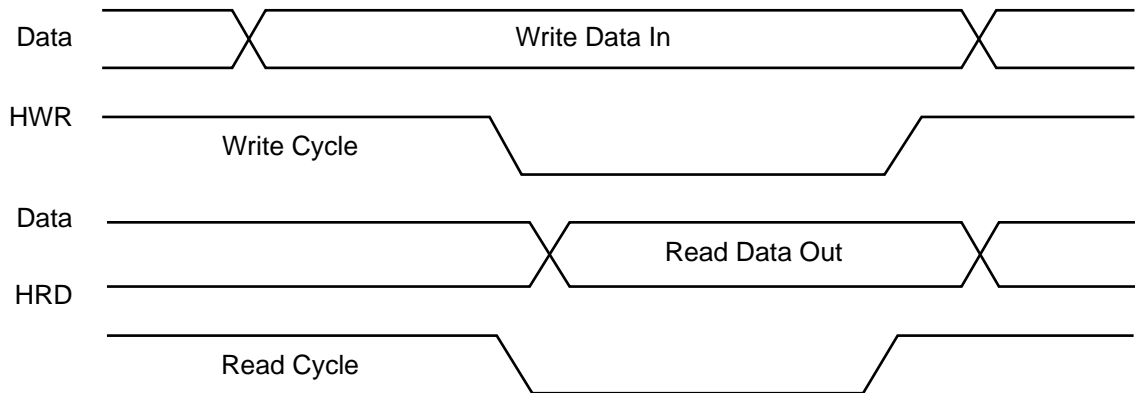 Data
Write Data In
HWR
Write Cycle
Data
Read Data Out
HRD
Read Cycle